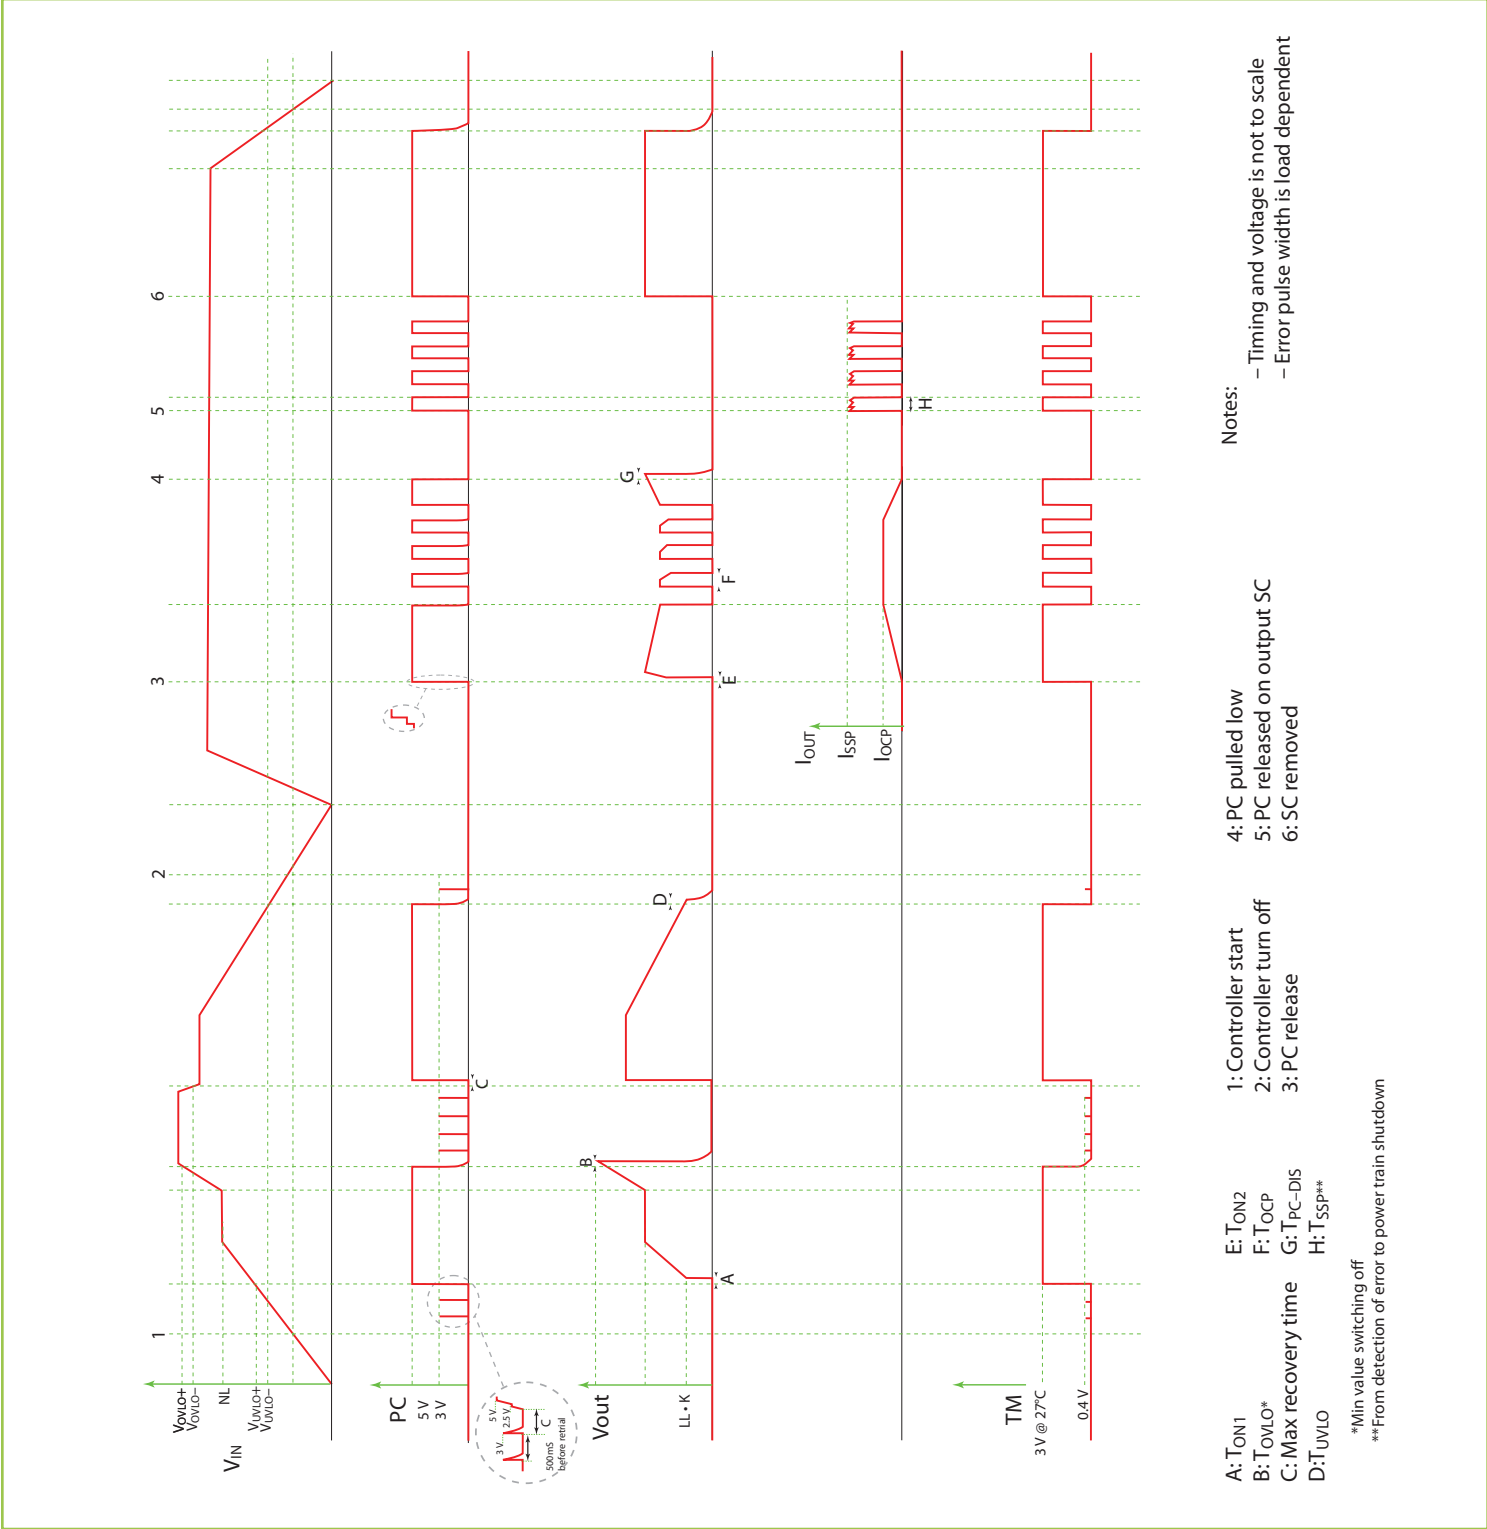 1
2
3
4
5
6
VOVLO+
VOVLO–
NL
VUVLO+
VUVLO–
VIN
PC
5 V
3 V
C
3 V
5 V
2.5 V
C
500mS
before retrial
Vout
LL • K
A
B
D
E
F
G
IOUT
ISSP
IOCP
H
TM
3 V @ 27°C
0.4 V
A: TON1
B: TOVLO*
C: Max recovery time
D:TUVLO
E: TON2
F: TOCP
G: TPC–DIS
H: TSSP**
1: Controller start
2: Controller turn off
3: PC release
4: PC pulled low
5: PC released on output SC
6: SC removed
Notes:
– Timing and voltage is not to scale
– Error pulse width is load dependent
*Min value switching off
**From detection of error to power train shutdown